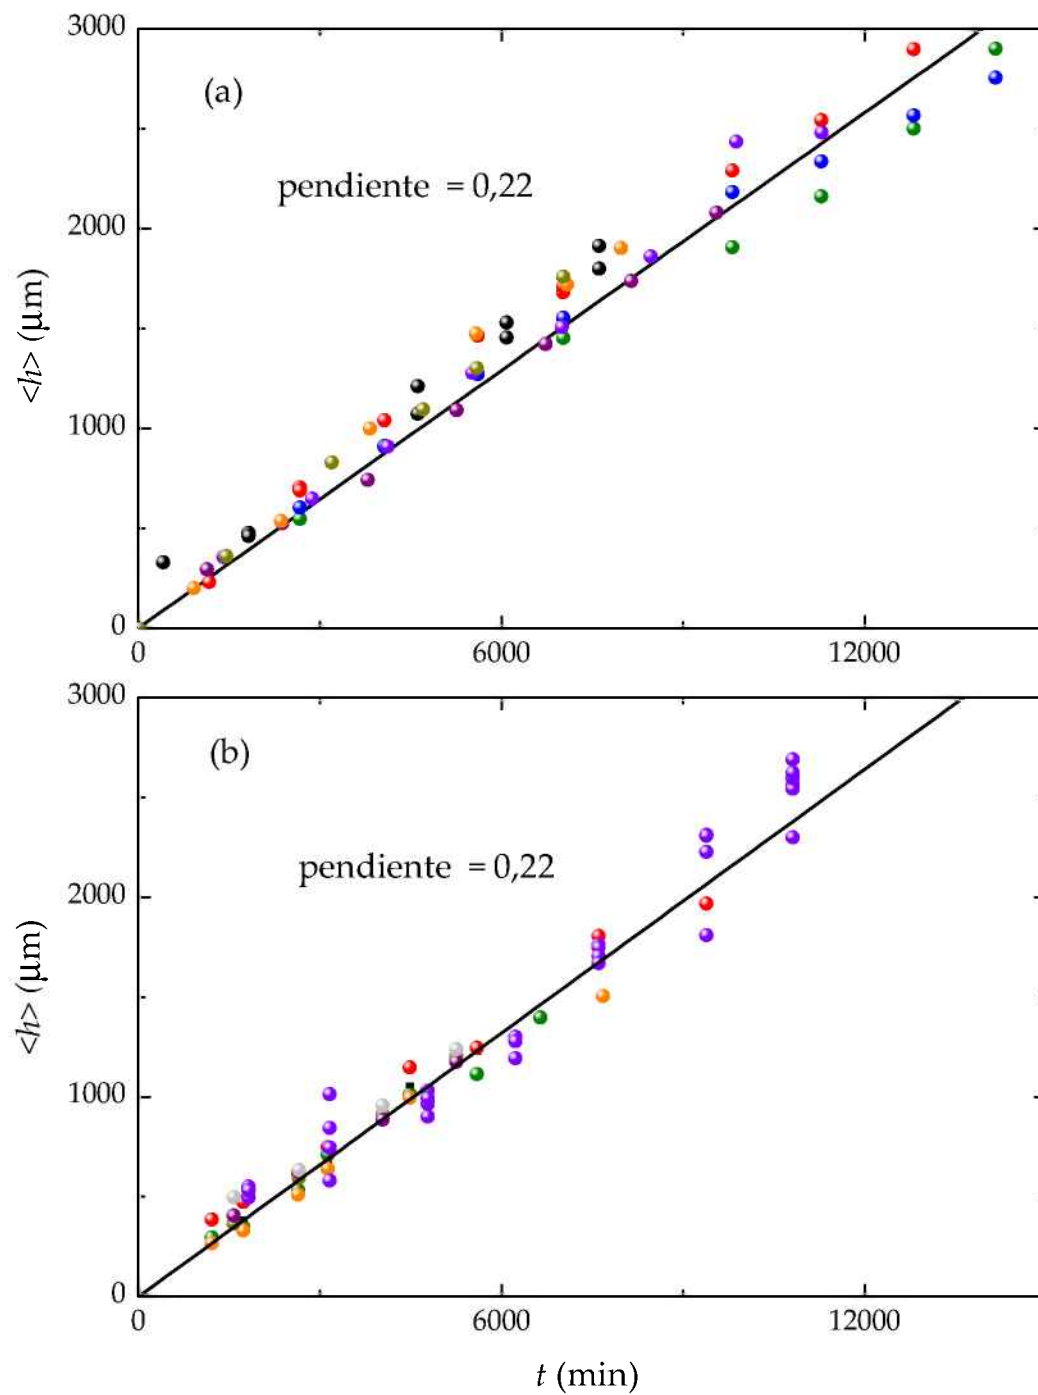 3000
(a)
pendiente = 0,22
2000
<h> (μm)
1000
0
0 6000 12000
3000
(b)
pendiente = 0,22
2000
<h> (μm)
1000
0
0 6000 12000
t (min)